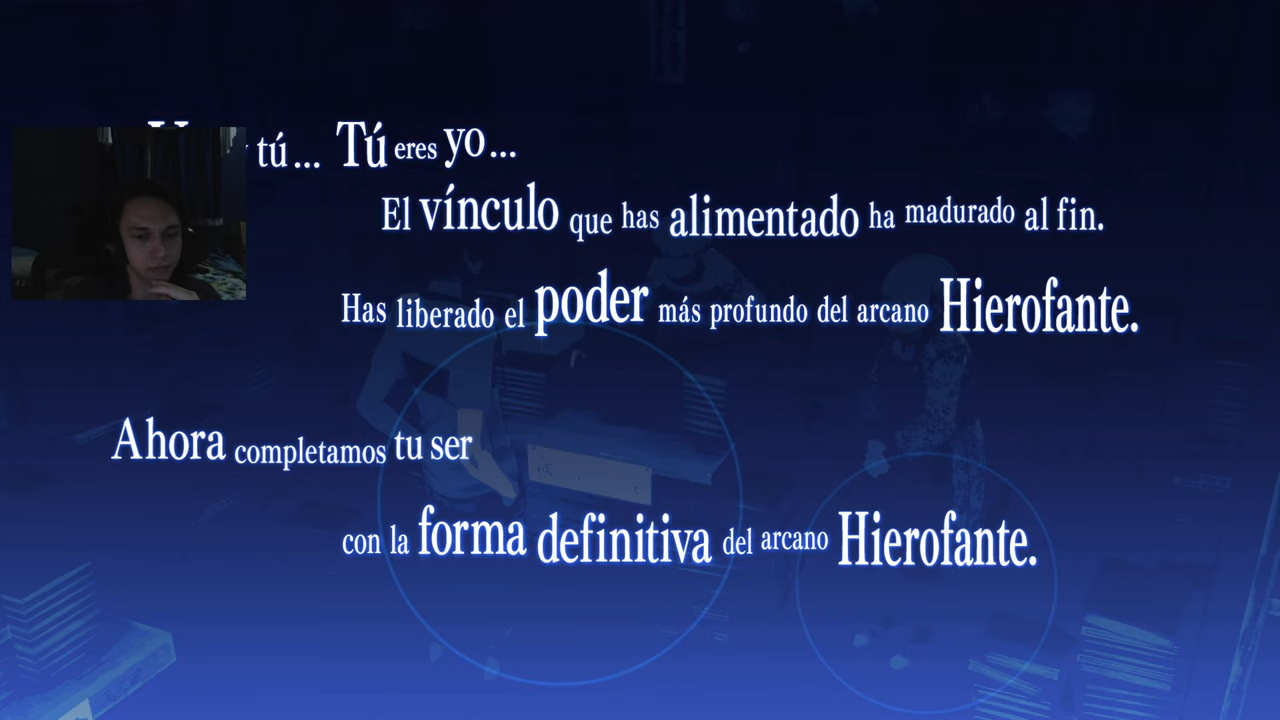 tú... Tú eres yo...
El vínculo que has alimentado ha madurado al fin.
Has liberado el poder más profundo del arcano Hierofante.
Ahora completamos tu ser
con la forma definitiva del arcano Hierofante.